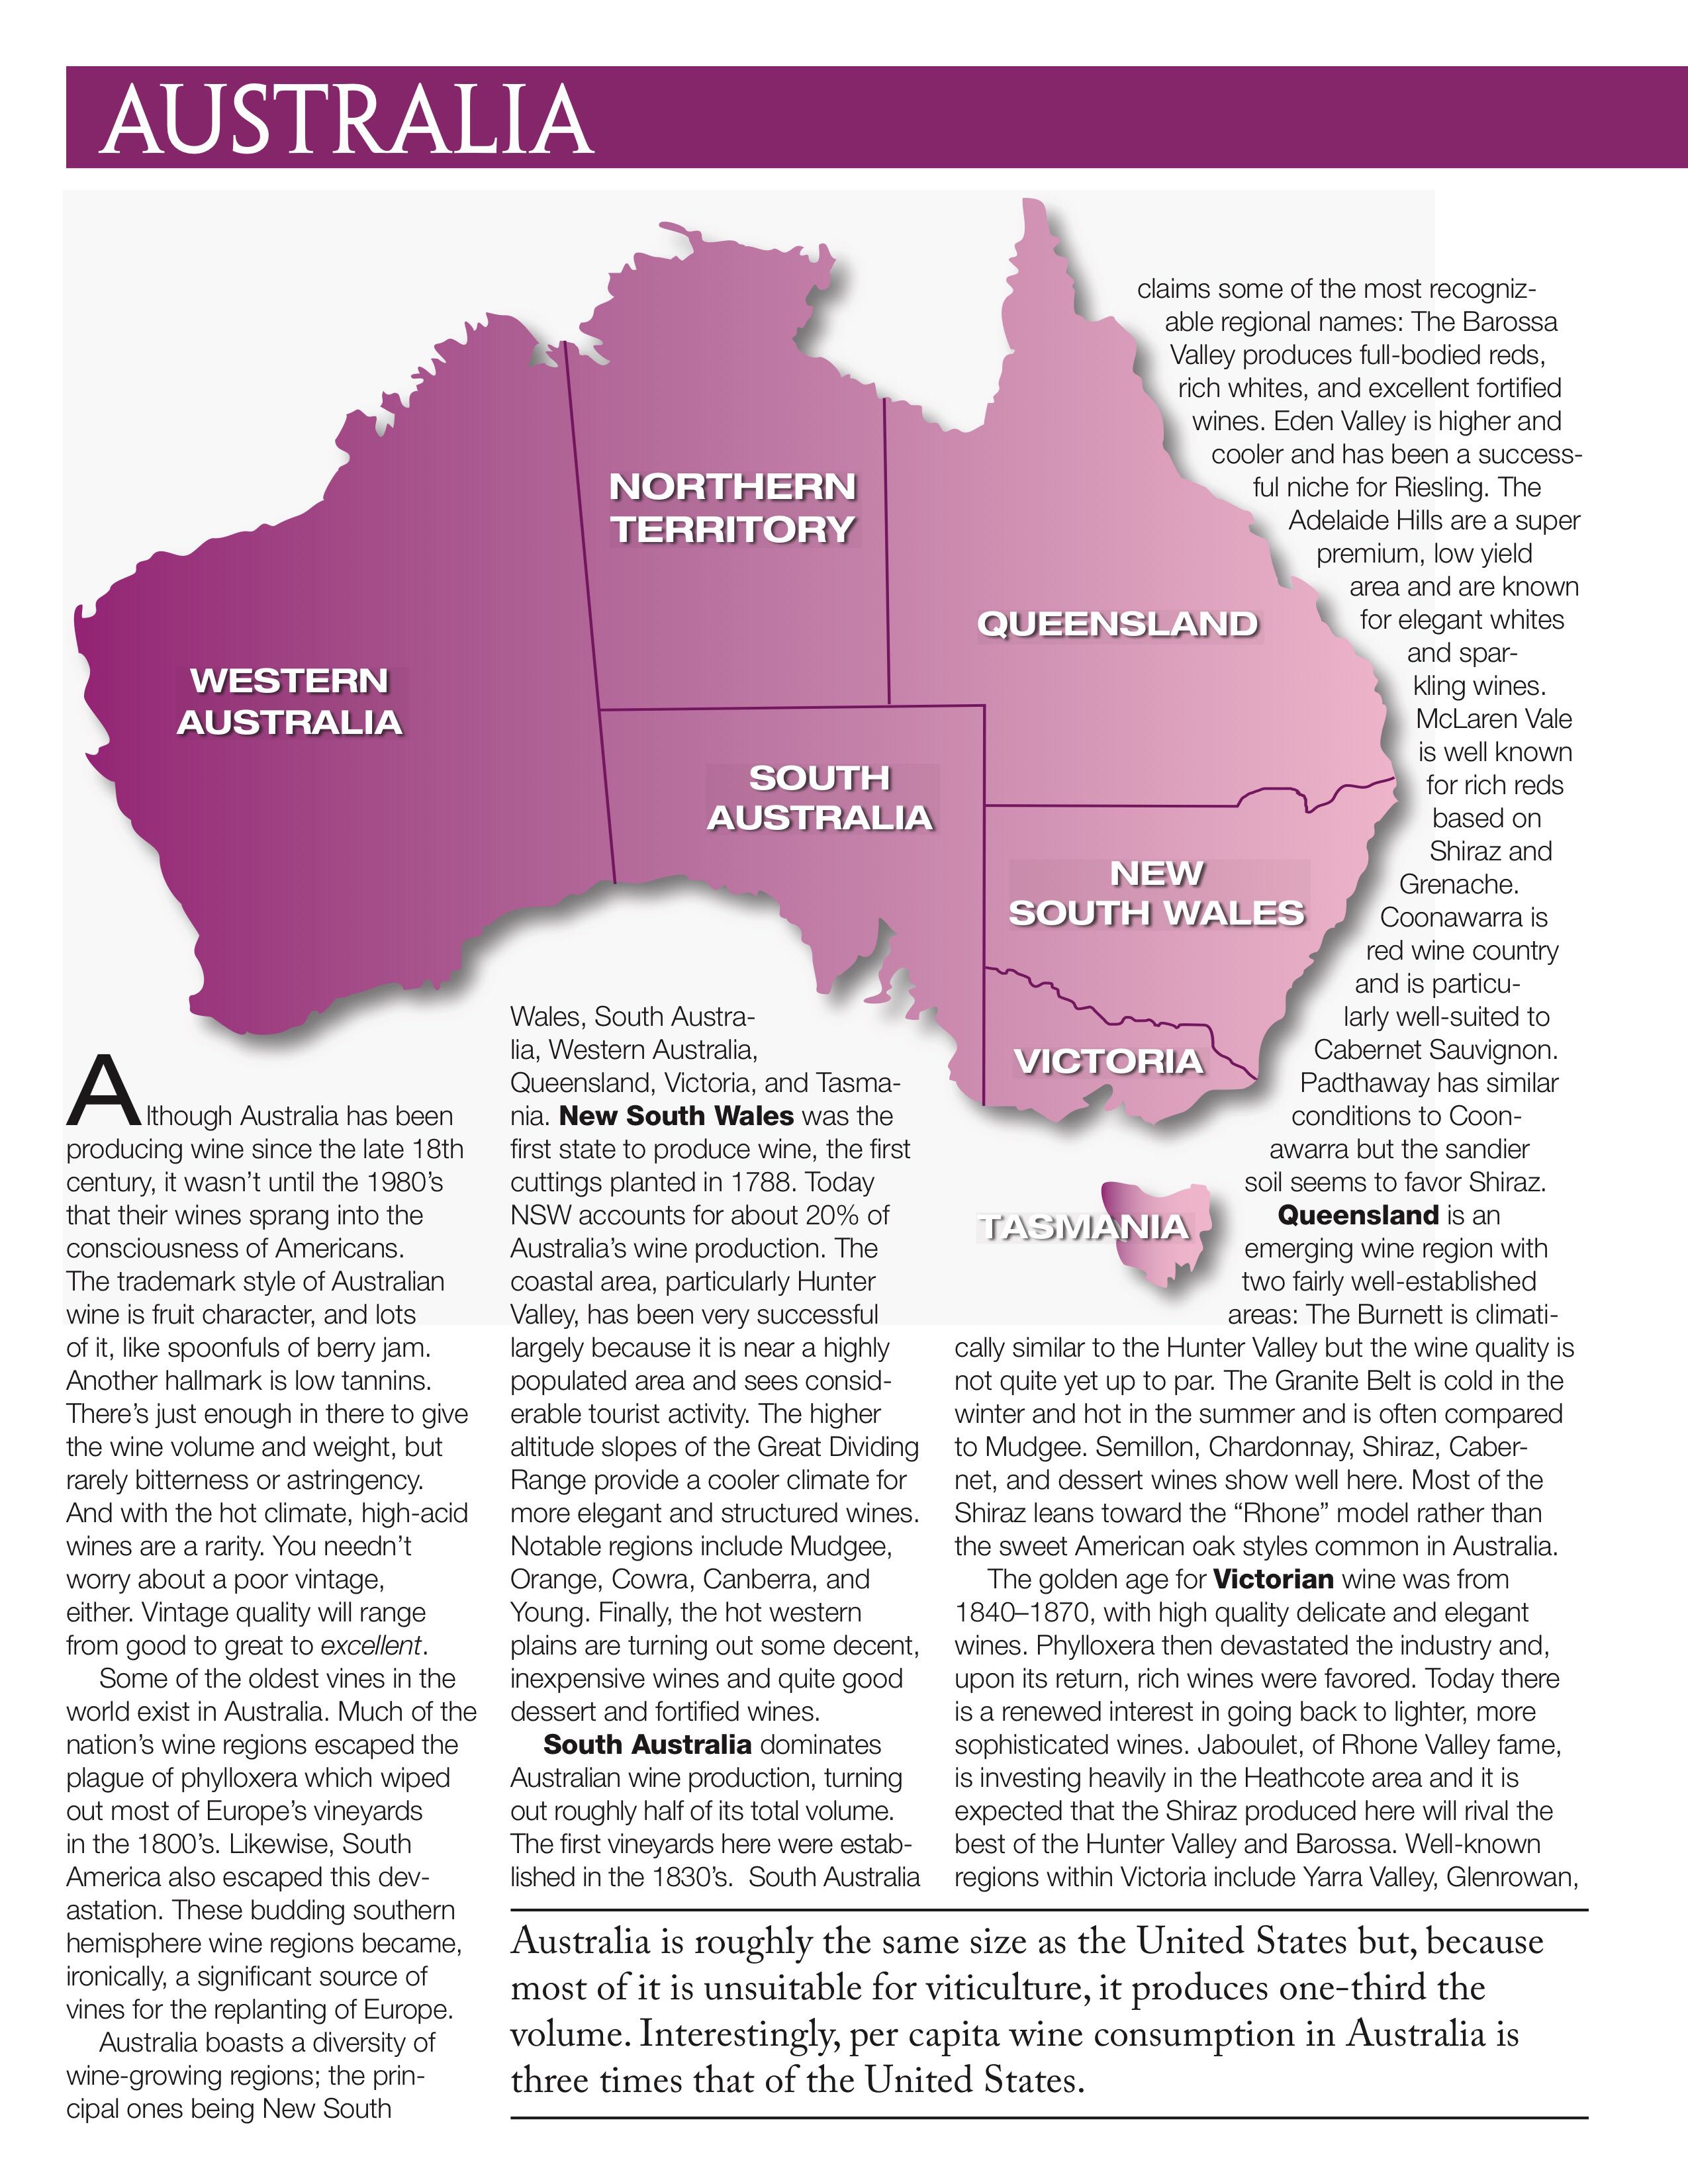 AUSTRALIA
NORTHERN
TERRITORY
QUEENSLAND
WESTERN
AUSTRALIA
SOUTH
AUSTRALIA
NEW
SOUTH WALES
VICTORIA
TASMANIA
Although Australia has been
producing wine since the late 18th
century, it wasn’t until the 1980’s
that their wines sprang into the
consciousness of Americans.
The trademark style of Australian
wine is fruit character, and lots
of it, like spoonfuls of berry jam.
Another hallmark is low tannins.
There’s just enough in there to give
the wine volume and weight, but
rarely bitterness or astringency.
And with the hot climate, high-acid
wines are a rarity. You needn’t
worry about a poor vintage,
either. Vintage quality will range
from good to great to excellent.
Some of the oldest vines in the
world exist in Australia. Much of the
nation’s wine regions escaped the
plague of phylloxera which wiped
out most of Europe’s vineyards
in the 1800’s. Likewise, South
America also escaped this dev-
astation. These budding southern
hemisphere wine regions became,
ironically, a significant source of
vines for the replanting of Europe.
Australia boasts a diversity of
wine-growing regions; the prin-
cipal ones being New South
Wales, South Austra-
lia, Western Australia,
Queensland, Victoria, and Tasma-
nia. New South Wales was the
first state to produce wine, the first
cuttings planted in 1788. Today
NSW accounts for about 20% of
Australia’s wine production. The
coastal area, particularly Hunter
Valley, has been very successful
largely because it is near a highly
populated area and sees consid-
erable tourist activity. The higher
altitude slopes of the Great Dividing
Range provide a cooler climate for
more elegant and structured wines.
Notable regions include Mudgee,
Orange, Cowra, Canberra, and
Young. Finally, the hot western
plains are turning out some decent,
inexpensive wines and quite good
dessert and fortified wines.
South Australia dominates
Australian wine production, turning
out roughly half of its total volume.
The first vineyards here were estab-
lished in the 1830’s. South Australia
claims some of the most recogniz-
able regional names: The Barossa
Valley produces full-bodied reds,
rich whites, and excellent fortified
wines. Eden Valley is higher and
cooler and has been a success-
ful niche for Riesling. The
Adelaide Hills are a super
premium, low yield
area and are known
for elegant whites
and spar-
kling wines.
McLaren Vale
is well known
for rich reds
based on
Shiraz and
Grenache.
Coonawarra is
red wine country
and is particu-
larly well-suited to
Cabernet Sauvignon.
Padthaway has similar
conditions to Coon-
awarra but the sandier
soil seems to favor Shiraz.
Queensland is an
emerging wine region with
two fairly well-established
areas: The Burnett is climati-
cally similar to the Hunter Valley but the wine quality is
not quite yet up to par. The Granite Belt is cold in the
winter and hot in the summer and is often compared
to Mudgee. Semillon, Chardonnay, Shiraz, Caber-
net, and dessert wines show well here. Most of the
Shiraz leans toward the “Rhone” model rather than
the sweet American oak styles common in Australia.
The golden age for Victorian wine was from
1840–1870, with high quality delicate and elegant
wines. Phylloxera then devastated the industry and,
upon its return, rich wines were favored. Today there
is a renewed interest in going back to lighter, more
sophisticated wines. Jaboulet, of Rhone Valley fame,
is investing heavily in the Heathcote area and it is
expected that the Shiraz produced here will rival the
best of the Hunter Valley and Barossa. Well-known
regions within Victoria include Yarra Valley, Glenrowan,
Australia is roughly the same size as the United States but, because
most of it is unsuitable for viticulture, it produces one-third the
volume. Interestingly, per capita wine consumption in Australia is
three times that of the United States.